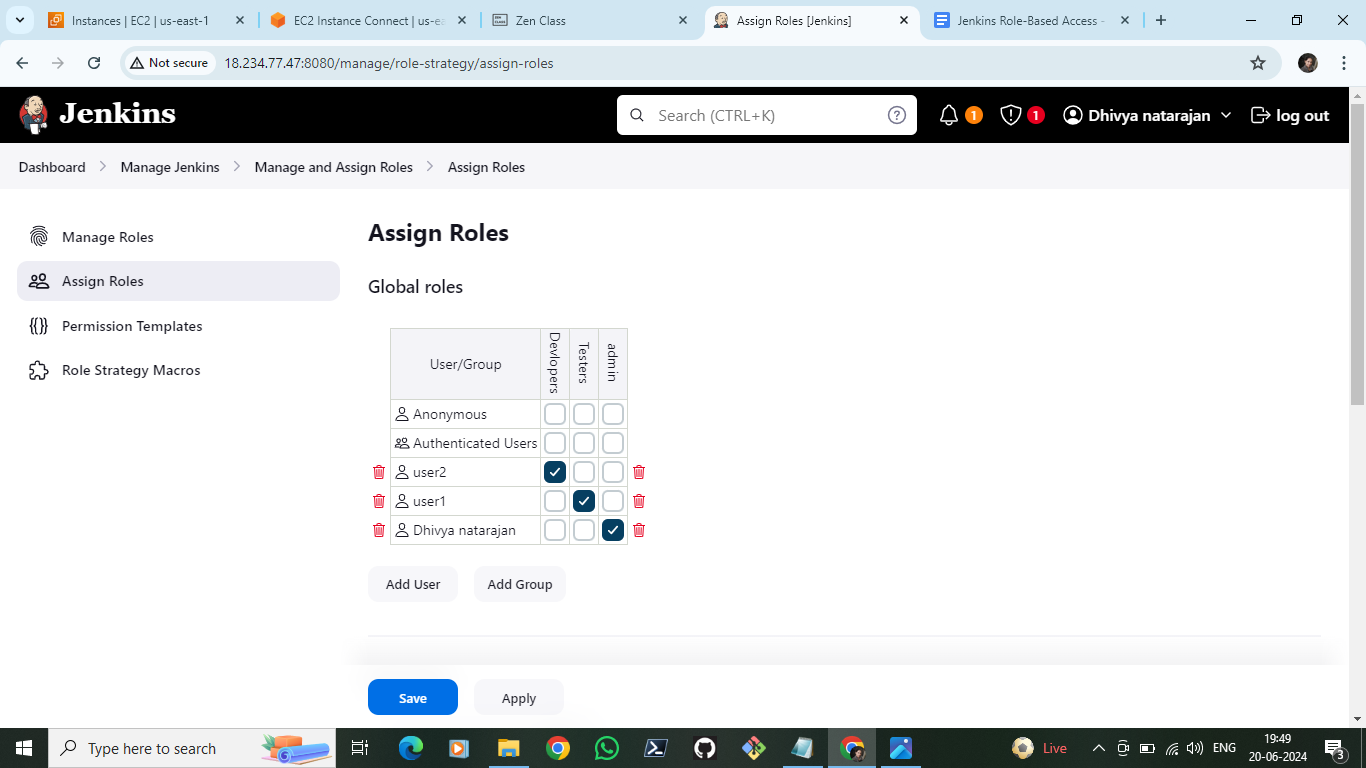 Instances | EC2 | us-east-1
EC2 Instance Connect | us-ea
Zen Class
Assign Roles [Jenkins]
Jenkins Role-Based Access -
Not secure
18.234.77.47:8080/manage/role-strategy/assign-roles
Jenkins
Search (CTRL+K)
1
1
Dhivya natarajan
log out
Dashboard
Manage Jenkins
Manage and Assign Roles
Assign Roles
Manage Roles
Assign Roles
Permission Templates
Role Strategy Macros
Assign Roles
Global roles
User/Group
Devlopers
Testers
admin
Anonymous
Authenticated Users
user2
user1
Dhivya natarajan
Add User
Add Group
Save
Apply
Type here to search
Live
ENG
19:49
20-06-2024
3